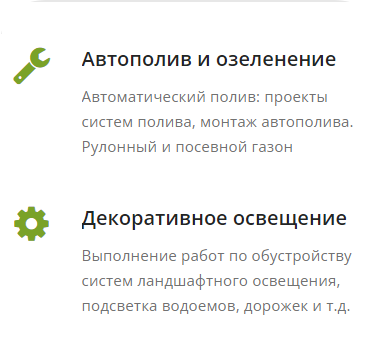 Автополив и озеленение
Автоматический полив: проекты
систем полива, монтаж автополива.
Рулонный и посевной газон
Декоративное освещение
Выполнение работ по обустройству
систем ландшафтного освещения,
подсветка водоемов, дорожек и т.д.